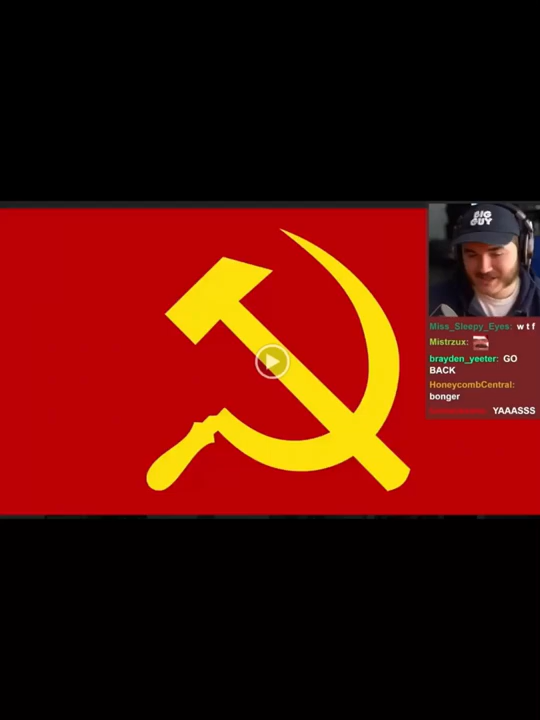 BIG
GUY
Miss_Sleepy_Eyes: w t f
Mistrzux:
brayden_yeeter: GO
BACK
HoneycombCentral:
bonger
YAAASSS